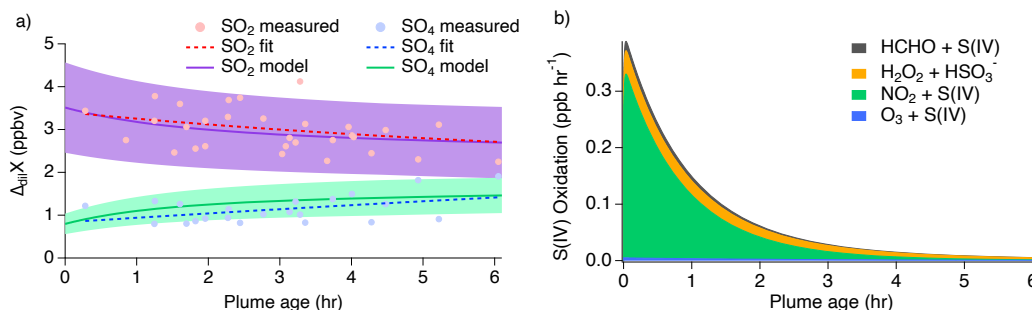 a)
SO₂ measured
SO₂ fit
SO₂ model
SO₄ measured
SO₄ fit
SO₄ model
5
4
3
2
1
0
Δdil X (ppbv)
0 1 2 3 4 5 6
Plume age (hr)
b)
HCHO + S(IV)
H₂O₂ + HSO₃⁻
NO₂ + S(IV)
O₃ + S(IV)
0.3
0.2
0.1
0.0
S(IV) Oxidation (ppb hr⁻¹)
0 1 2 3 4 5 6
Plume age (hr)